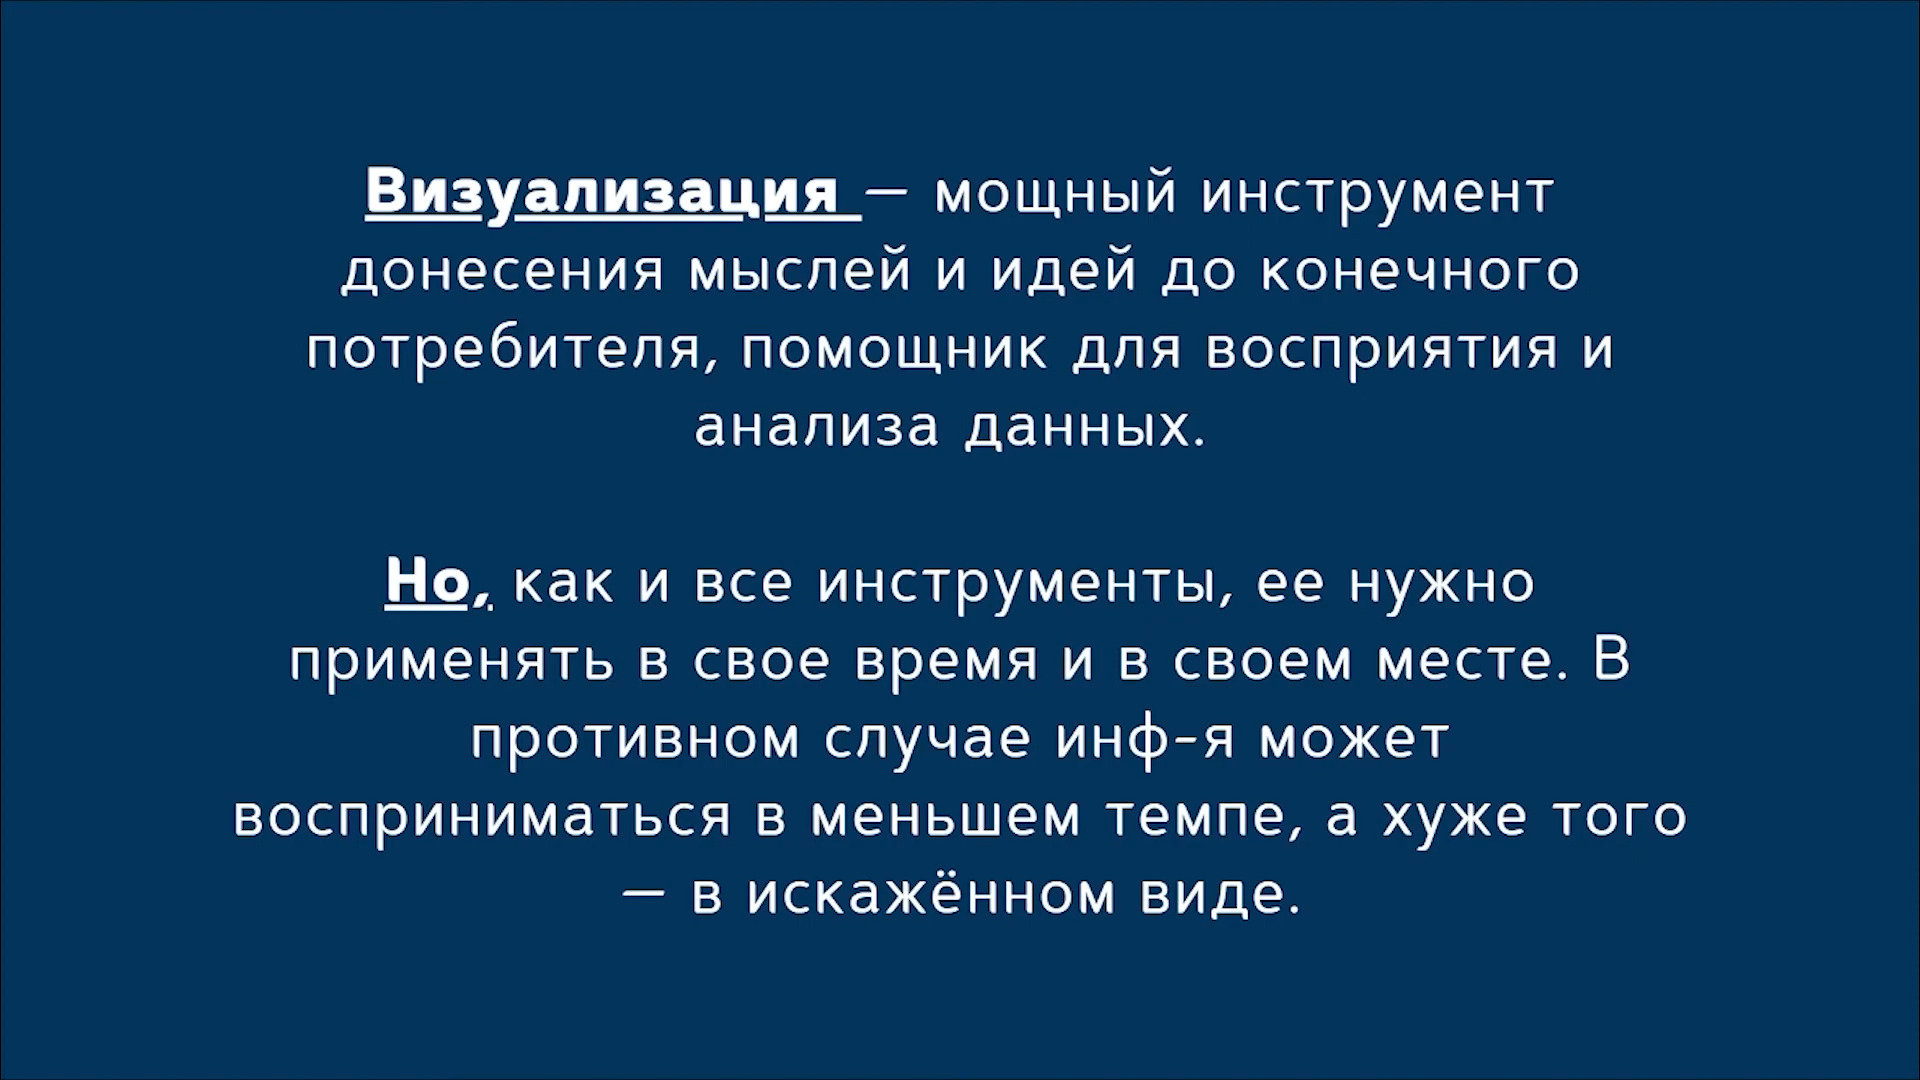 Визуализация – мощный инструмент
донесения мыслей и идей до конечного
потребителя, помощник для восприятия и
анализа данных.
Но, как и все инструменты, ее нужно
применять в свое время и в своем месте. В
противном случае инф-я может
восприниматься в меньшем темпе, а хуже того
– в искажённом виде.